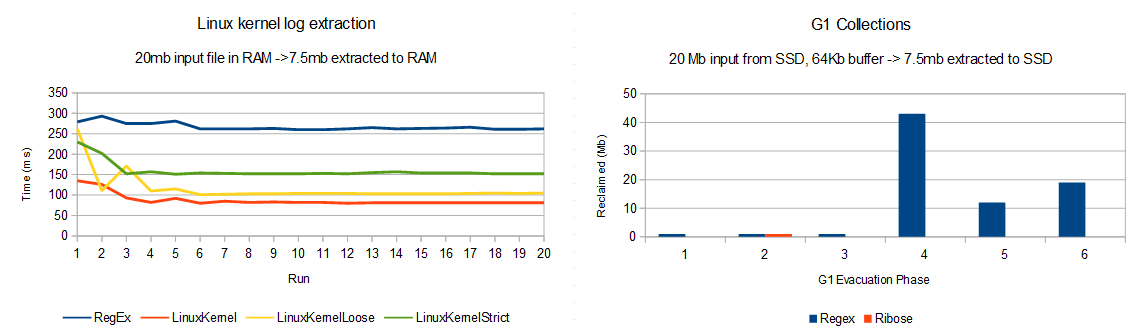 Linux kernel log extraction
20mb input file in RAM ->7.5mb extracted to RAM
Time (ms)
350
300
250
200
150
100
50
0
1 2 3 4 5 6 7 8 9 10 11 12 13 14 15 16 17 18 19 20
Run
RegEx LinuxKernel LinuxKernelLoose LinuxKernelStrict
G1 Collections
20 Mb input from SSD, 64Kb buffer -> 7.5mb extracted to SSD
Reclaimed (Mb)
50
40
30
20
10
0
1 2 3 4 5 6
G1 Evacuation Phase
Regex Ribose